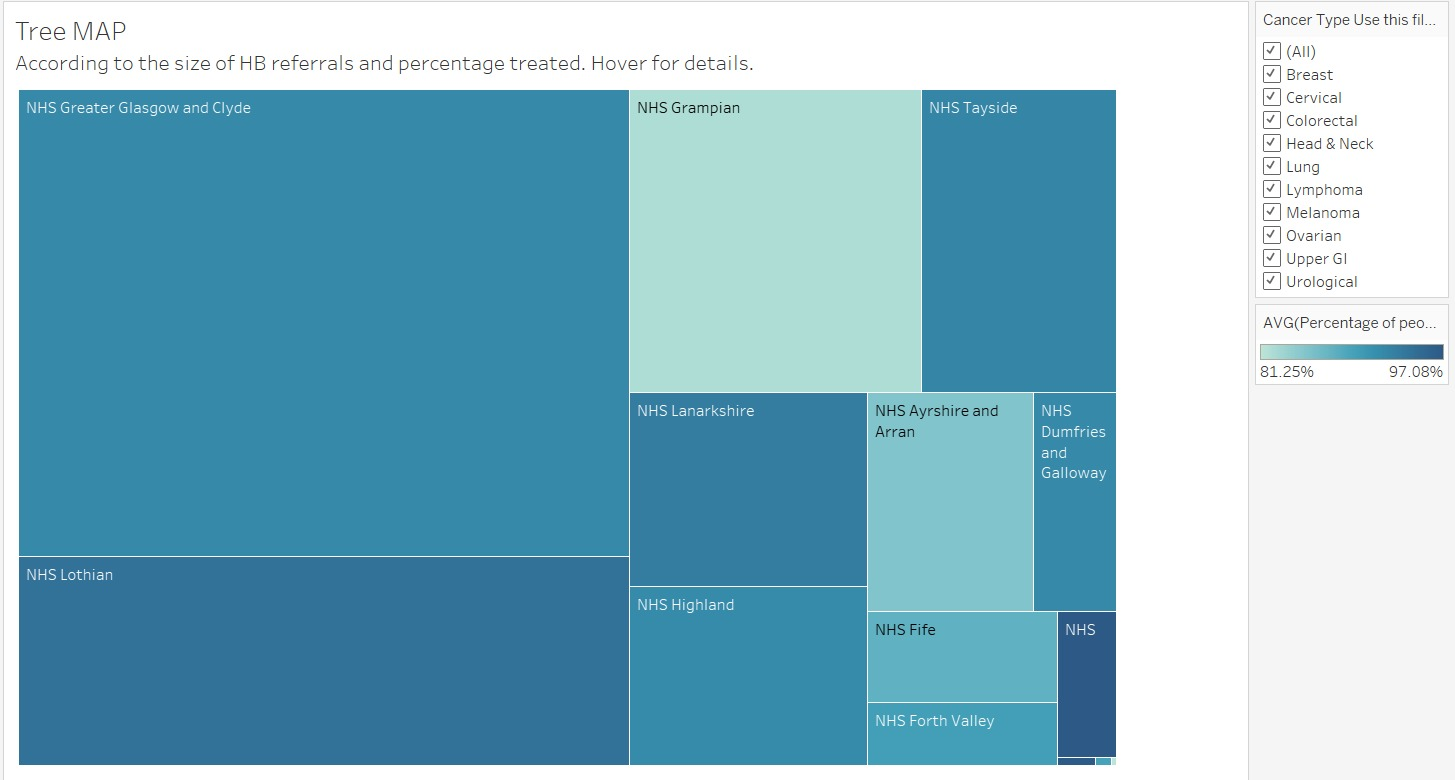 Tree MAP
According to the size of HB referrals and percentage treated. Hover for details.
NHS Greater Glasgow and Clyde
NHS Grampian
NHS Tayside
NHS Lanarkshire
NHS Ayrshire and
Arran
NHS
Dumfries
and
Galloway
NHS Lothian
NHS Highland
NHS Fife
NHS
NHS Forth Valley
Cancer Type Use this fil...
(All)
Breast
Cervical
Colorectal
Head & Neck
Lung
Lymphoma
Melanoma
Ovarian
Upper GI
Urological
AVG(Percentage of peo...
81.25% 97.08%